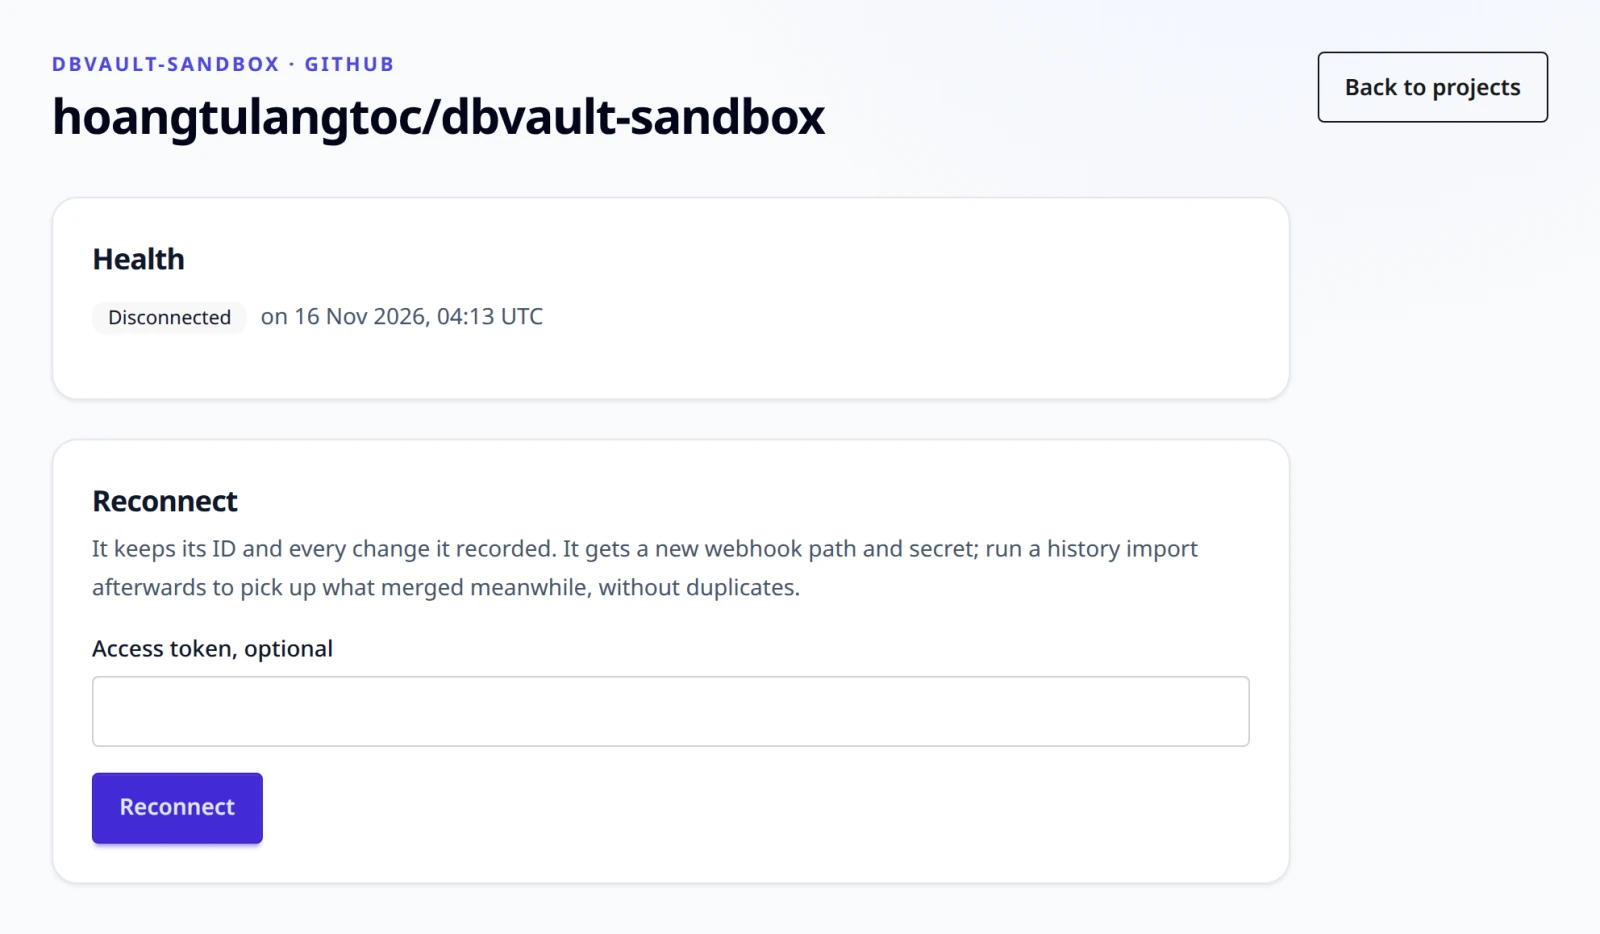 DBVAULT-SANDBOX · GITHUB
hoangtulangtoc/dbvault-sandbox
Back to projects
Health
Disconnected on 16 Nov 2026, 04:13 UTC
Reconnect
It keeps its ID and every change it recorded. It gets a new webhook path and secret; run a history import
afterwards to pick up what merged meanwhile, without duplicates.
Access token, optional
Reconnect